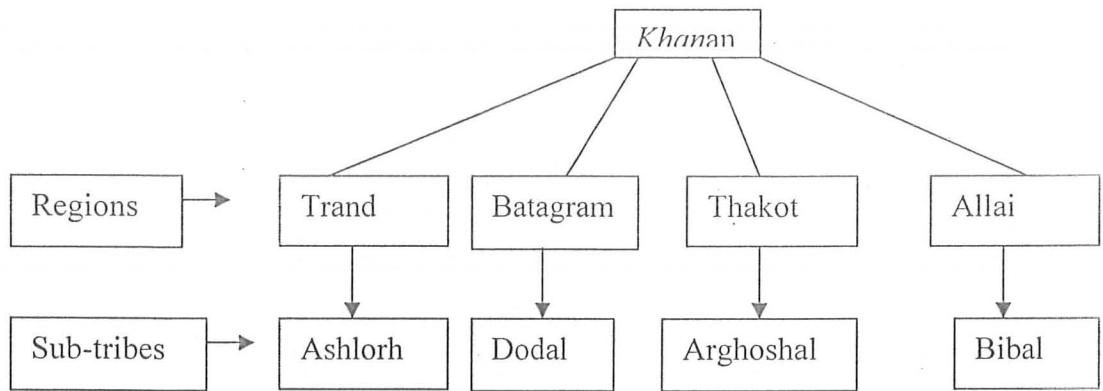 Khanan
Regions Trand Batagram Thakot Allai
Sub-tribes Ashlorh Dodal Arghoshal Bibal